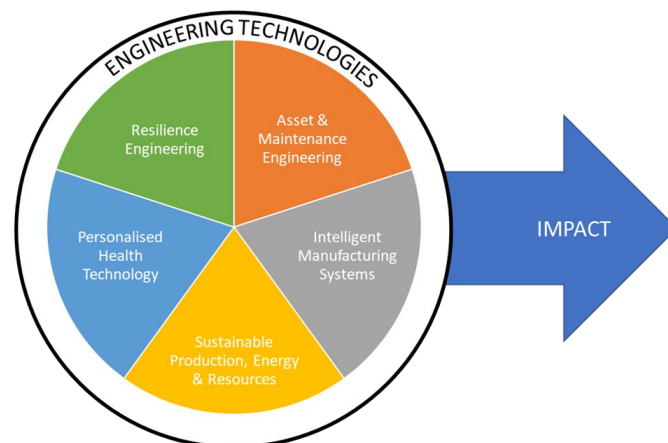 ENGINEERING TECHNOLOGIES
Resilience
Engineering
Asset &
Maintenance
Engineering
Personalised
Health
Technology
Intelligent
Manufacturing
Systems
Sustainable
Production, Energy
& Resources
IMPACT